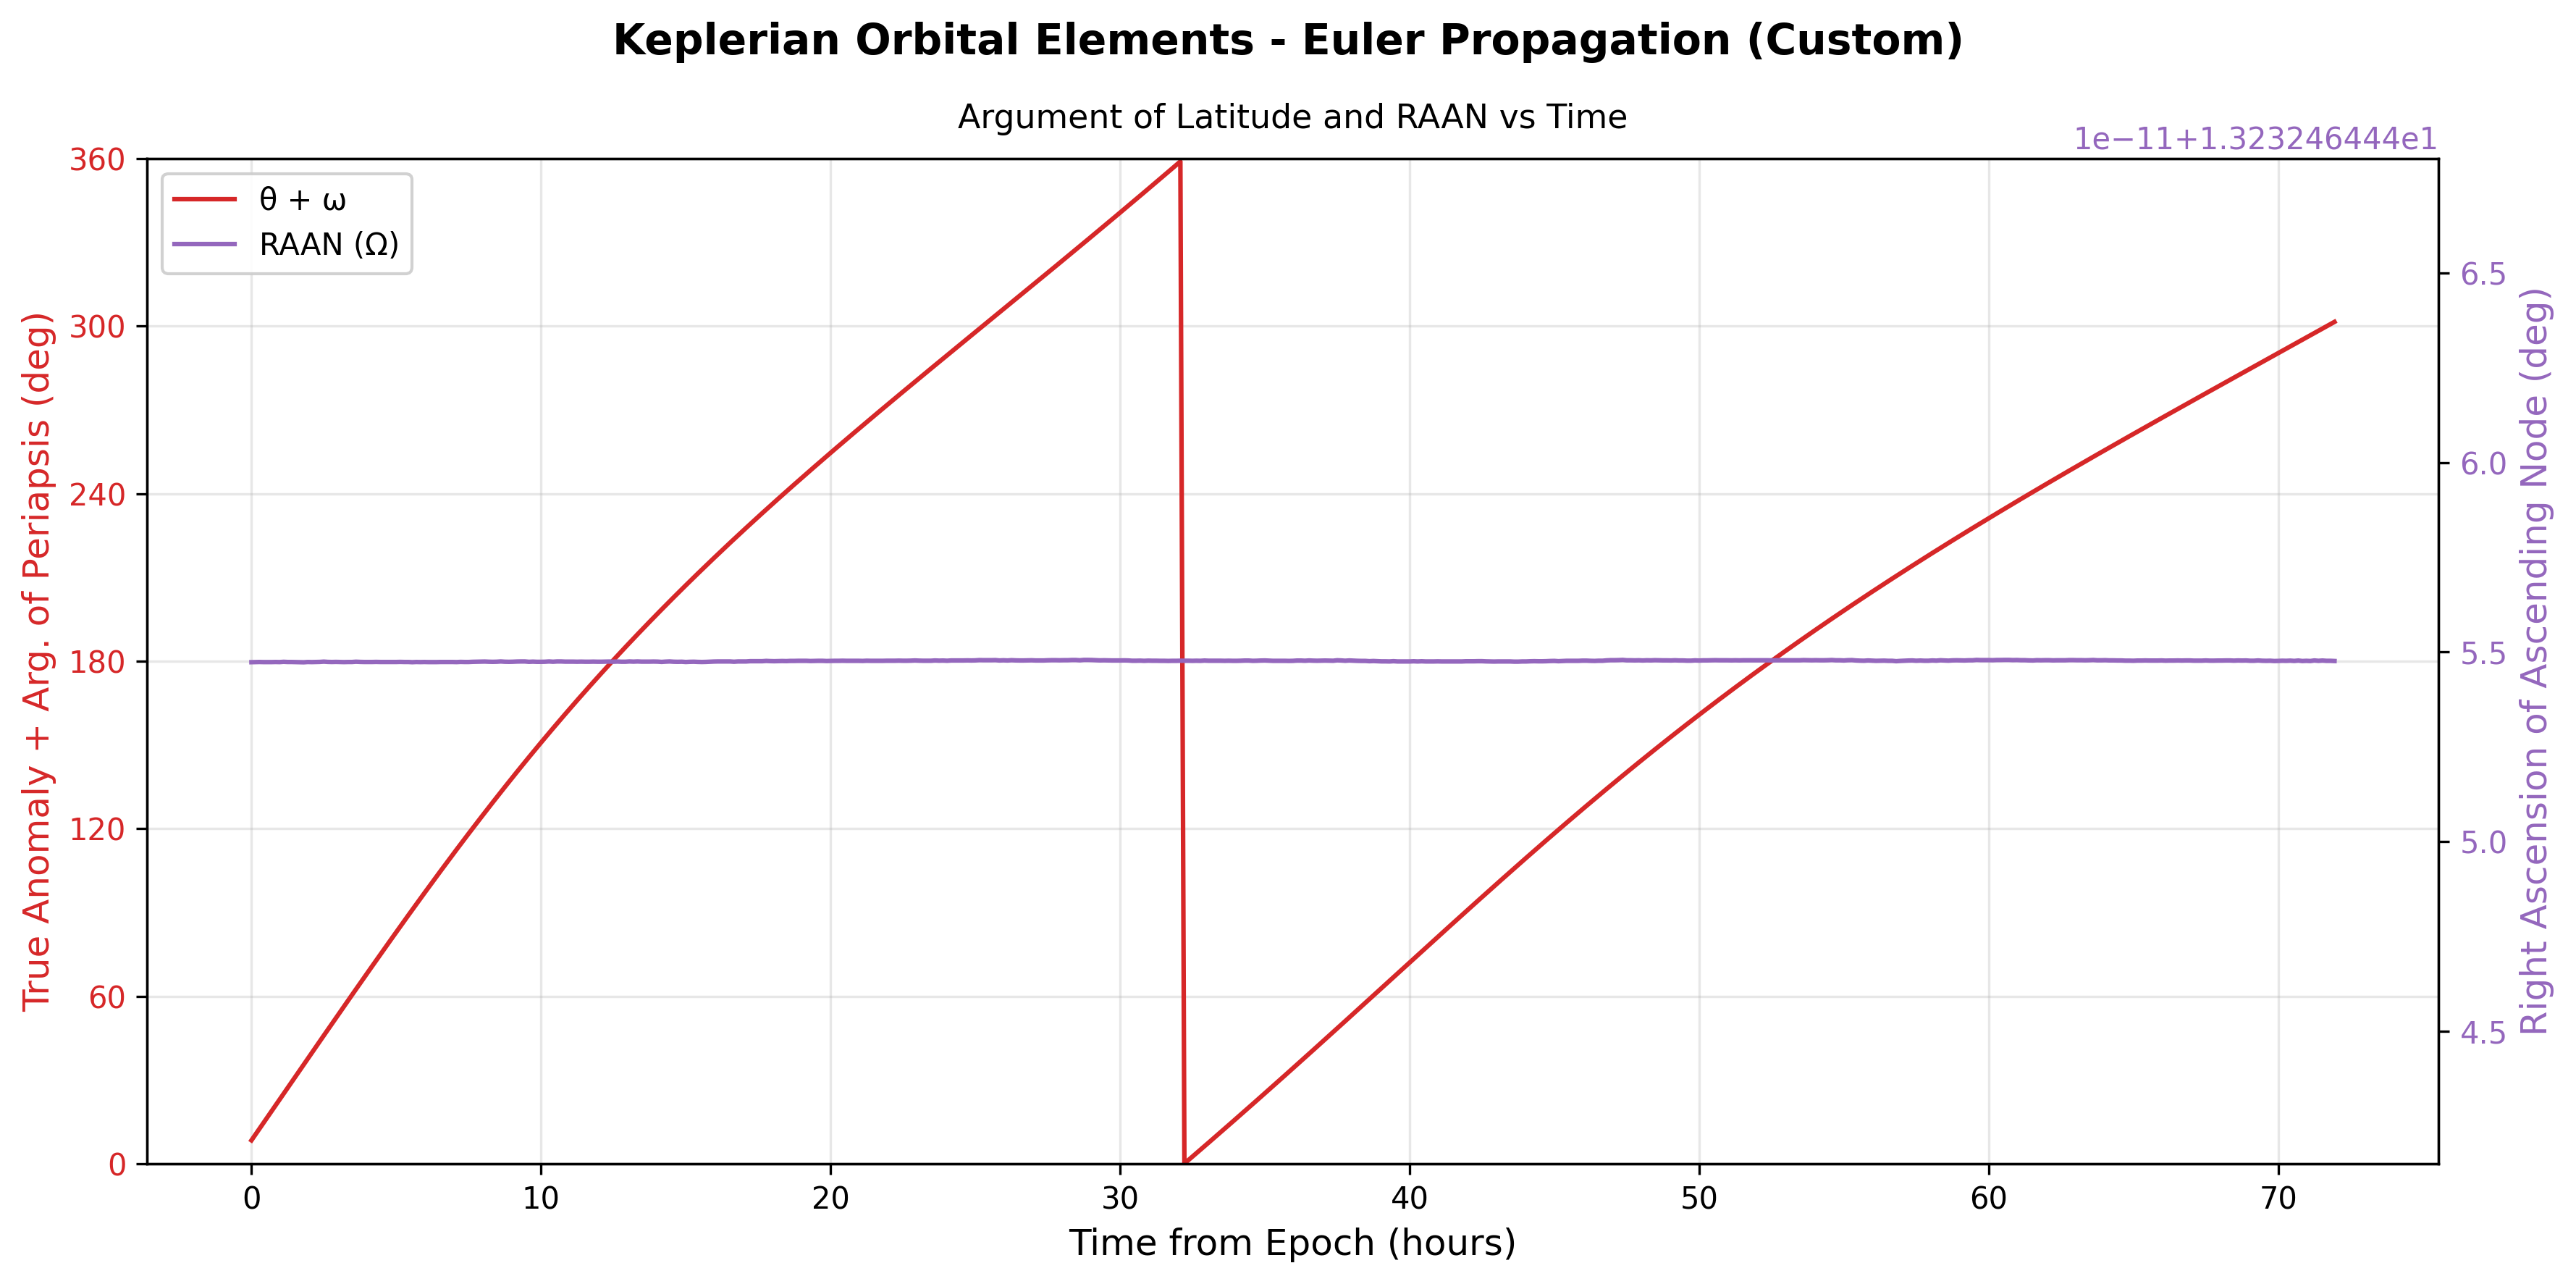 Keplerian Orbital Elements - Euler Propagation (Custom)
Argument of Latitude and RAAN vs Time
1e−11+1.323246444e1
θ + ω
RAAN (Ω)
True Anomaly + Arg. of Periapsis (deg)
360
300
240
180
120
60
0
6.5
6.0
5.5
5.0
4.5
Right Ascension of Ascending Node (deg)
0 10 20 30 40 50 60 70
Time from Epoch (hours)